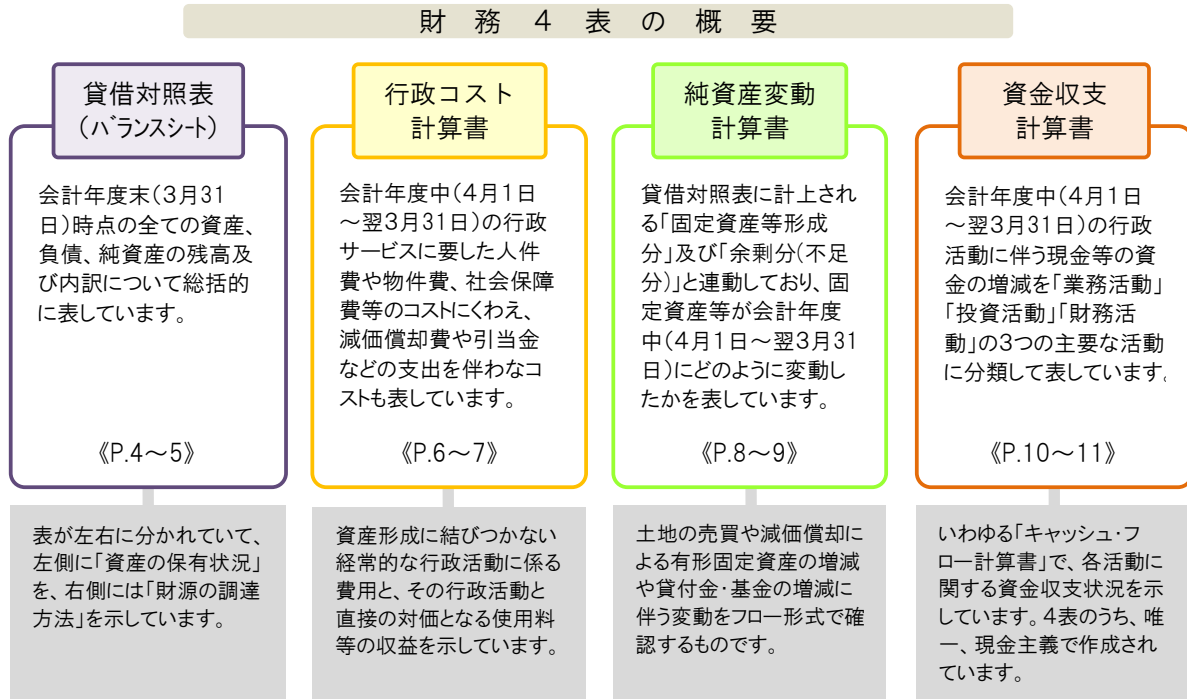 財務４表の概要
貸借対照表
（バランスシート）
会計年度末（3月31
日）時点の全ての資産、
負債、純資産の残高及
び内訳について総括的
に表しています。
《P.4～5》
表が左右に分かれていて、
左側に「資産の保有状況」
を、右側には「財源の調達
方法」を示しています。
行政コスト
計算書
会計年度中（4月1日
～翌3月31日）の行政
サービスに要した人件
費や物件費、社会保障
費等のコストにくわえ、
減価償却費や引当金
などの支出を伴わなコ
ストも表しています。
《P.6～7》
資産形成に結びつかない
経常的な行政活動に係る
費用と、その行政活動と
直接の対価となる使用料
等の収益を示しています。
純資産変動
計算書
貸借対照表に計上され
る「固定資産等形成
分」及び「余剰分（不足
分）」と連動しており、固
定資産等が会計年度
中（4月1日～翌3月31
日）にどのように変動し
たかを表しています。
《P.8～9》
土地の売買や減価償却に
よる有形固定資産の増減
や貸付金・基金の増減に
伴う変動をフロー形式で確
認するものです。
資金収支
計算書
会計年度中（4月1日
～翌3月31日）の行政
活動に伴う現金等の資
金の増減を「業務活動」
「投資活動」「財務活
動」の3つの主要な活動
に分類して表しています。
《P.10～11》
いわゆる「キャッシュ・フ
ロー計算書」で、各活動に
関する資金収支状況を示
しています。４表のうち、唯
一、現金主義で作成され
ています。